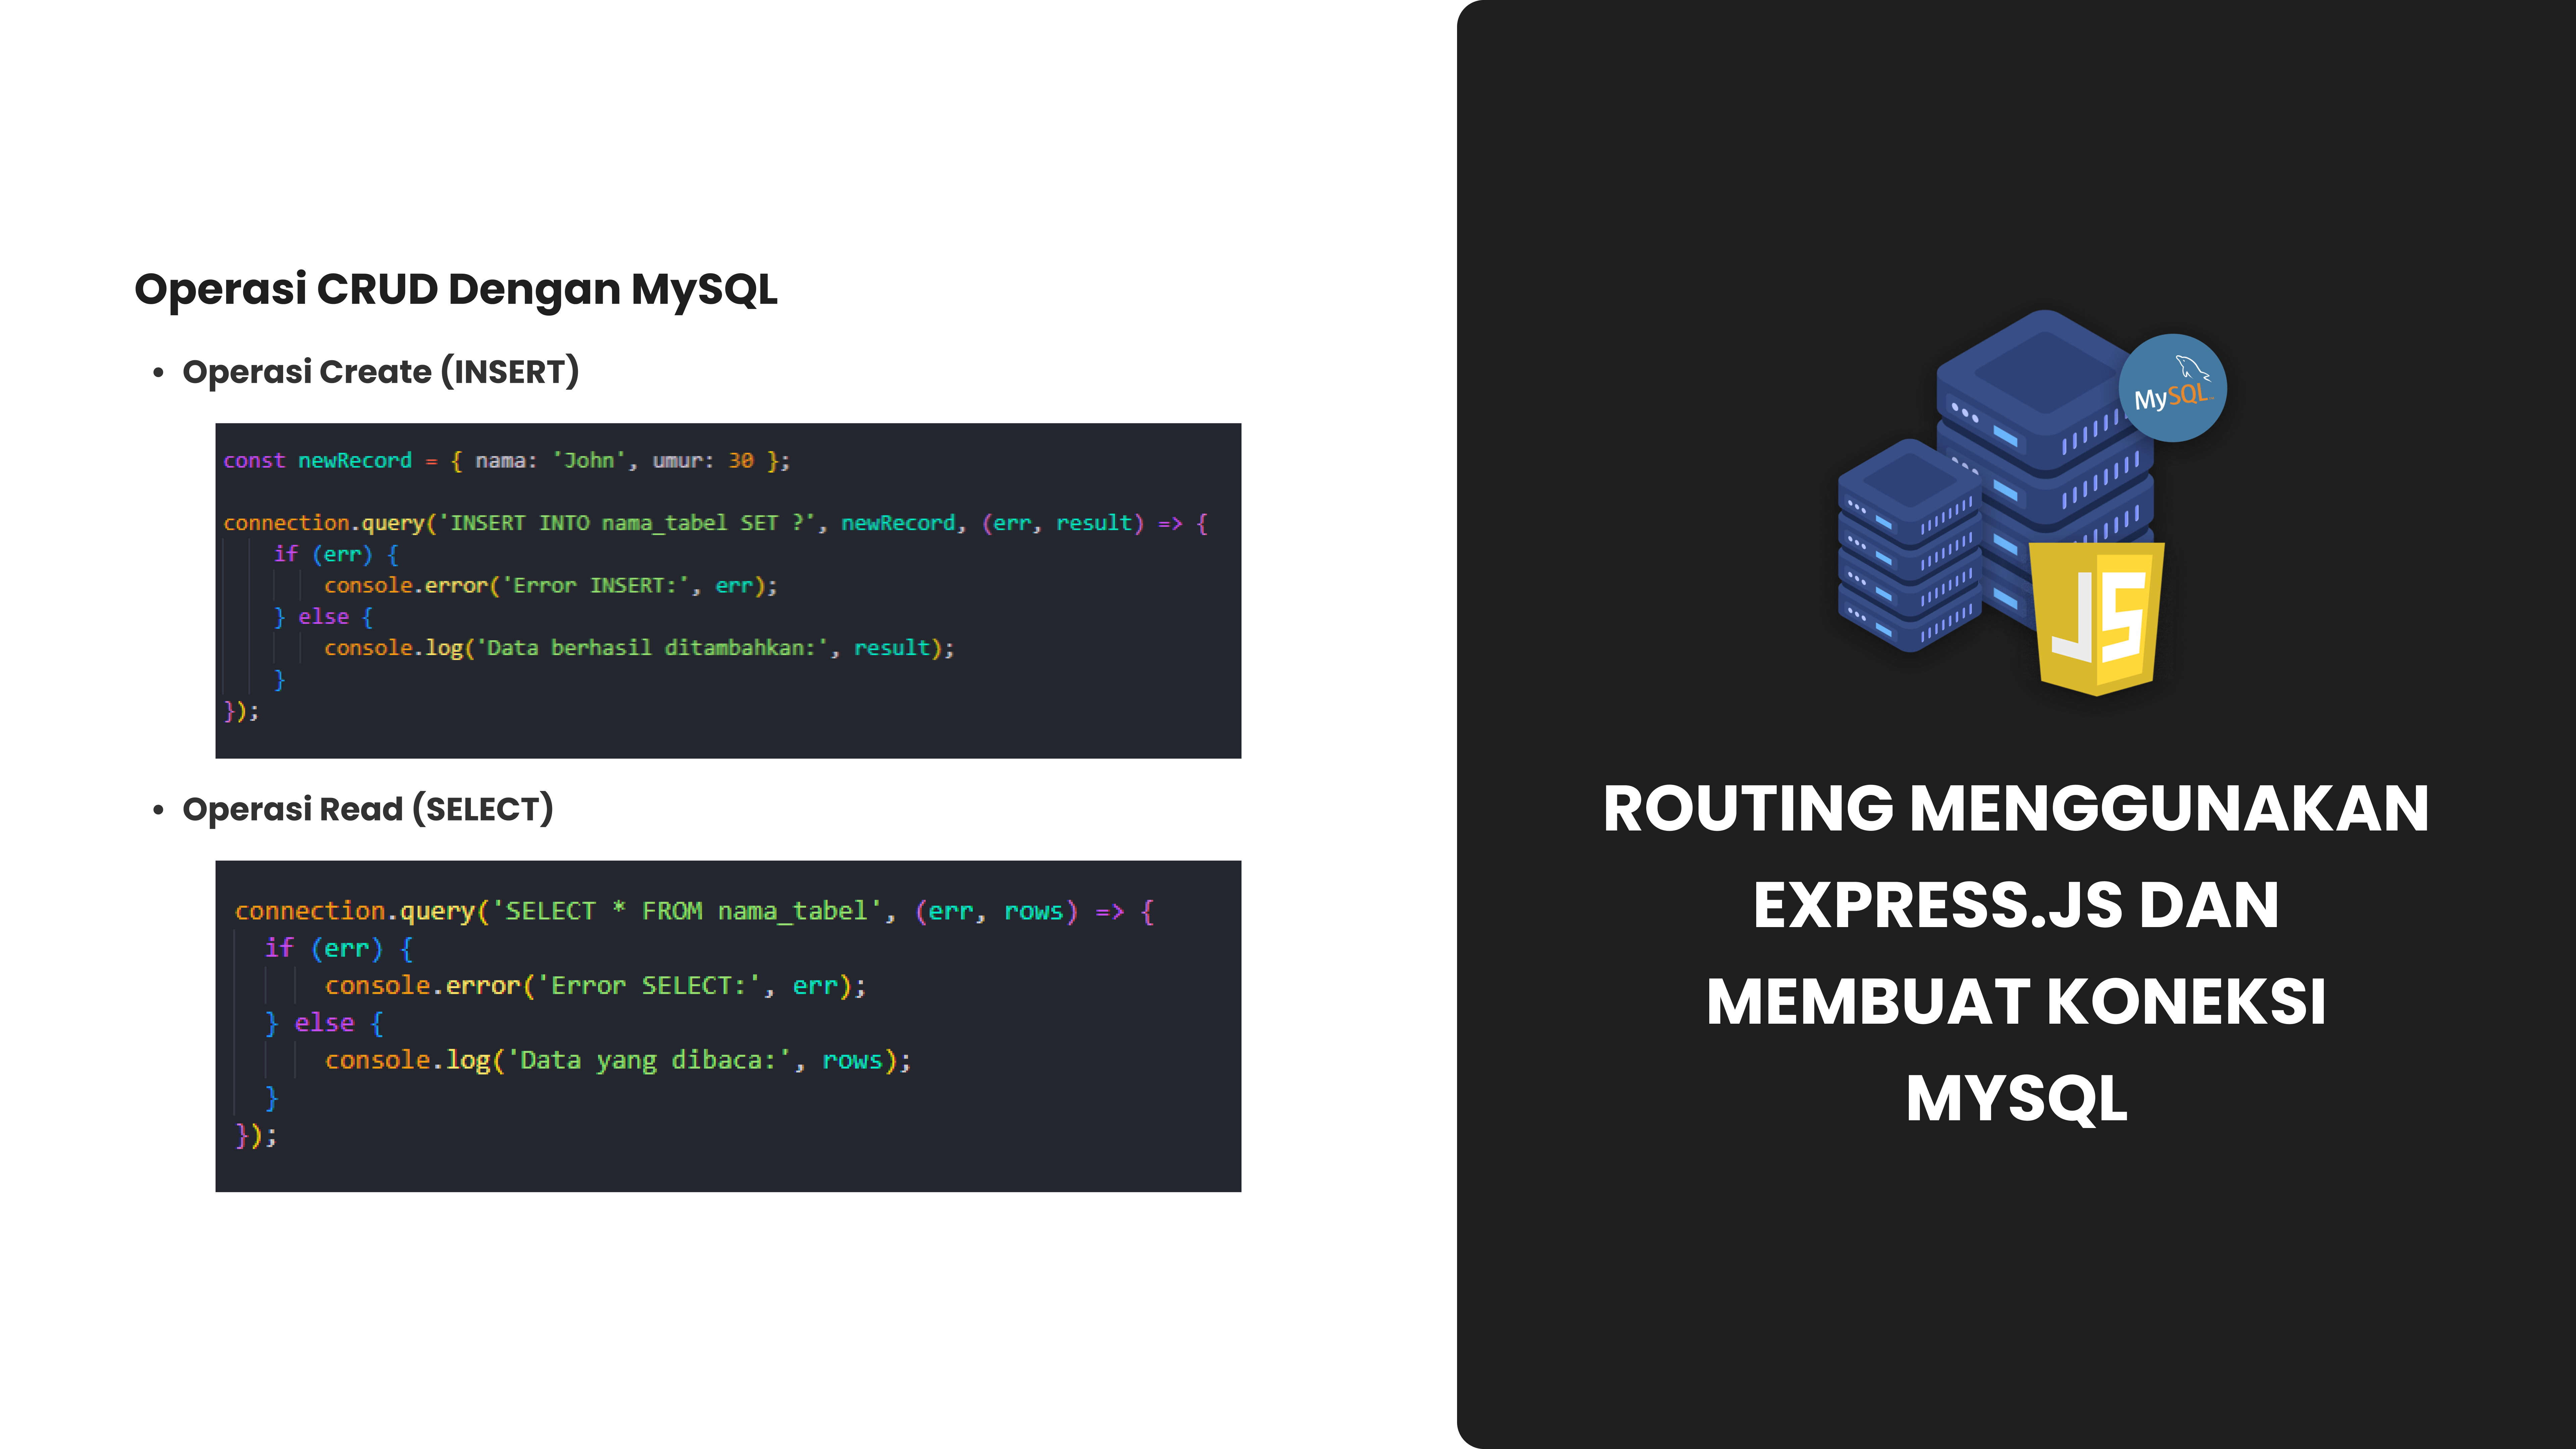 Operasi CRUD Dengan MySQL
• Operasi Create (INSERT)
const newRecord = { nama: 'John', umur: 30 };
connection.query('INSERT INTO nama_tabel SET ?', newRecord, (err, result) => {
if (err) {
console.error('Error INSERT:', err);
} else {
console.log('Data berhasil ditambahkan:', result);
}
});
• Operasi Read (SELECT)
connection.query('SELECT * FROM nama_tabel', (err, rows) => {
if (err) {
console.error('Error SELECT:', err);
} else {
console.log('Data yang dibaca:', rows);
}
});
MySQL
JS
ROUTING MENGGUNAKAN
EXPRESS.JS DAN
MEMBUAT KONEKSI
MYSQL